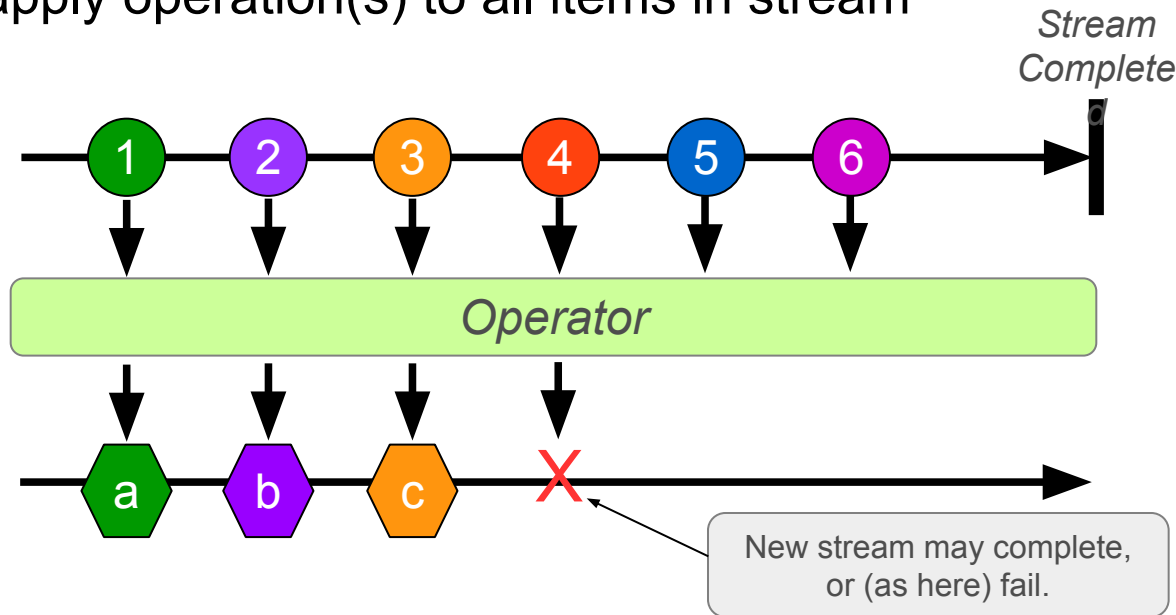 apply operation(s) to all items in stream
Stream
Complete
d
1 2 3 4 5 6
Operator
a b c X
New stream may complete,
or (as here) fail.